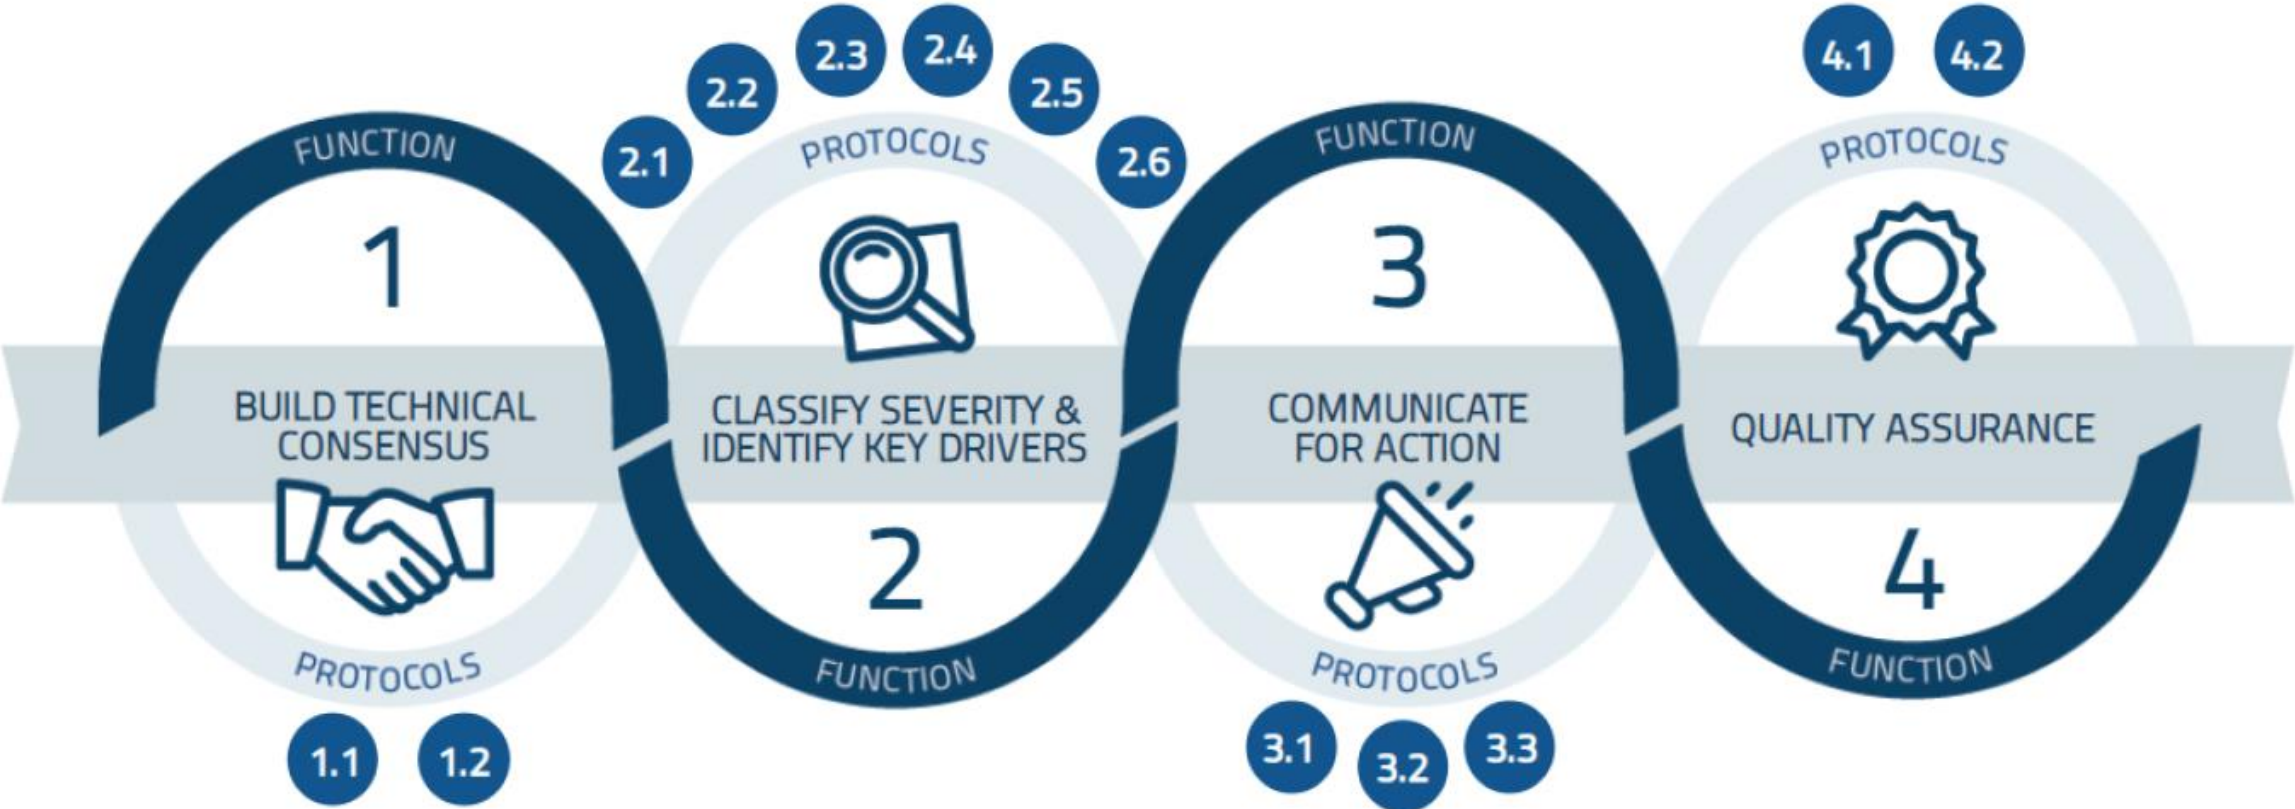 FUNCTION
1
BUILD TECHNICAL
CONSENSUS
PROTOCOLS
1.1
1.2
2.1
2.2
2.3
2.4
2.5
2.6
PROTOCOLS
CLASSIFY SEVERITY &
IDENTIFY KEY DRIVERS
2
FUNCTION
FUNCTION
3
COMMUNICATE
FOR ACTION
PROTOCOLS
3.1
3.2
3.3
4.1
4.2
PROTOCOLS
QUALITY ASSURANCE
4
FUNCTION